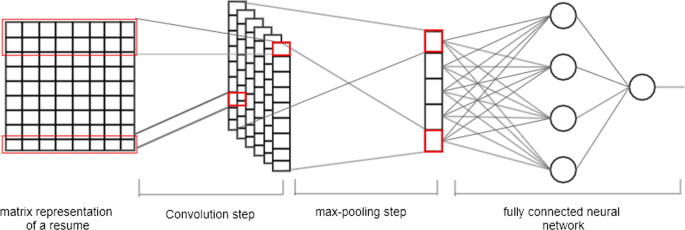 matrix representation
of a resume
Convolution step
max-pooling step
fully connected neural
network